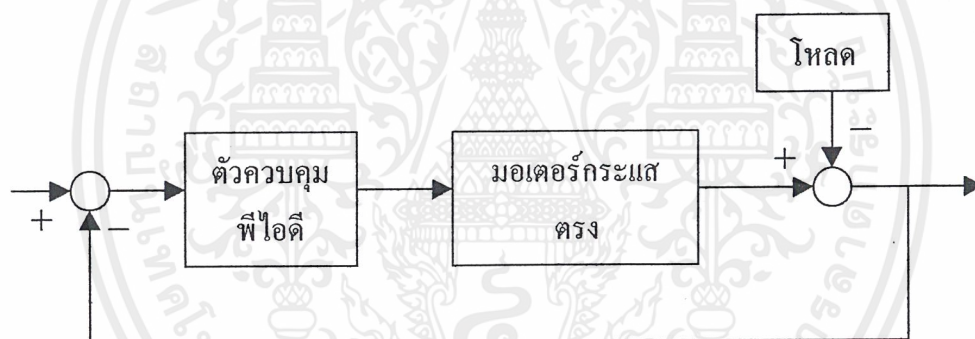 โหลด
−
+
ตัวควบคุม
พีไอดี
มอเตอร์กระแส
ตรง
+
−